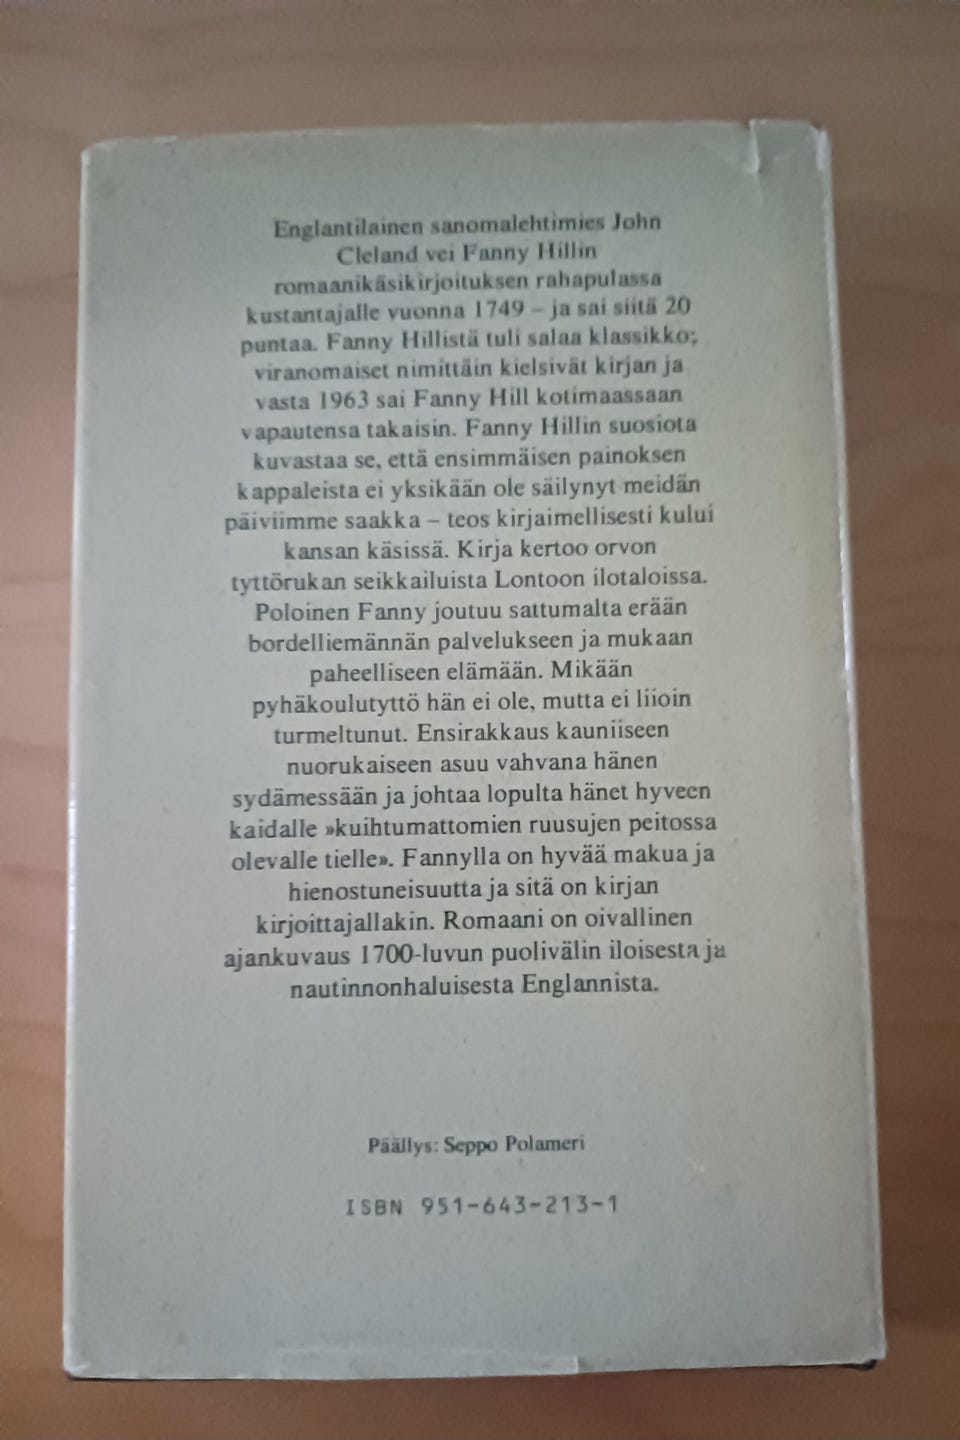 Englantilainen sanomalehtimies John
Cleland vei Fanny Hillin
romaanikäsikirjoituksen rahapulassa
kustantajalle vuonna 1749 – ja sai siitä 20
puntaa. Fanny Hillistä tuli salaa klassikko;
viranomaiset nimittäin kielsivät kirjan ja
vasta 1963 sai Fanny Hill kotimaassaan
vapautensa takaisin. Fanny Hillin suosiota
kuvastaa se, että ensimmäisen painoksen
kappaleista ei yksikään ole säilynyt meidän
päiviimme saakka – teos kirjaimellisesti kului
kansan käsissä. Kirja kertoo orvon
tyttörukan seikkailuista Lontoon ilotaloissa.
Poloinen Fanny joutuu sattumalta erään
bordelliemännän palvelukseen ja mukaan
paheelliseen elämään. Mikään
pyhäkoulutyttö hän ei ole, mutta ei liioin
turmeltunut. Ensirakkaus kauniiseen
nuorukaiseen asuu vahvana hänen
sydämessään ja johtaa lopulta hänet hyveen
kaidalle »kuihtumattomien ruusujen peitossa
olevalle tielle». Fannylla on hyvää makua ja
hienostuneisuutta ja sitä on kirjan
kirjoittajallakin. Romaani on oivallinen
ajankuvaus 1700-luvun puolivälin iloisesta ja
nautinnonhaluisesta Englannista.
Päällys: Seppo Polameri
ISBN 951-643-213-1